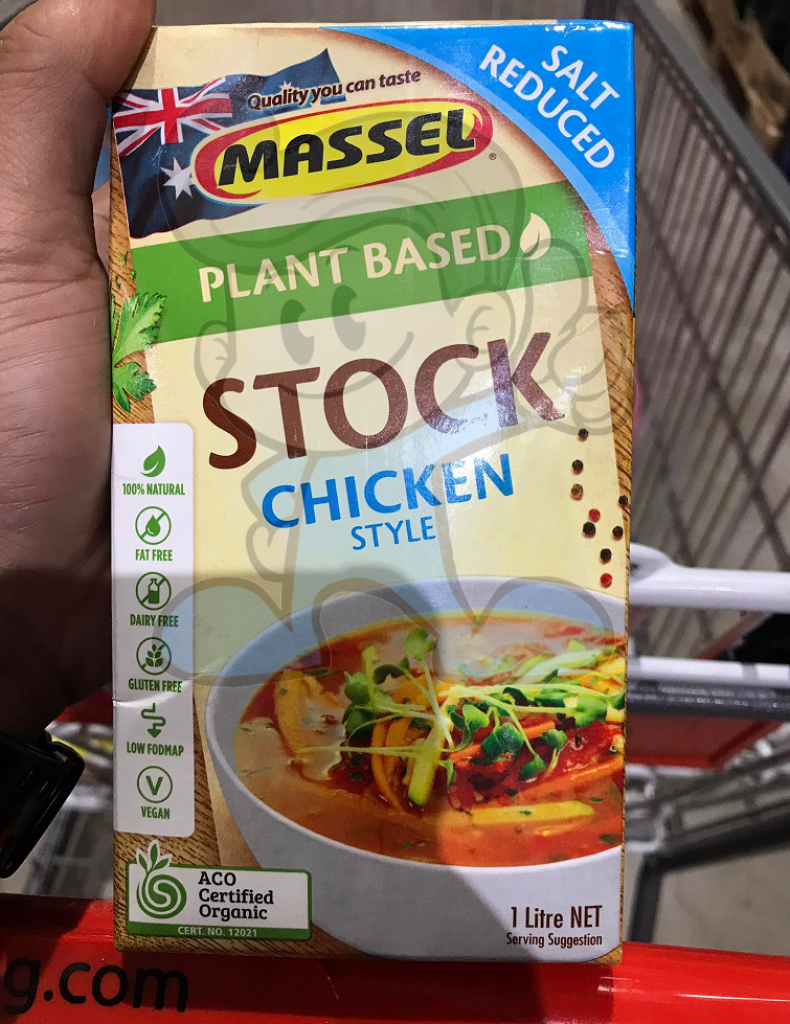 SALT
REDUCED
Quality you can taste
MASSEL®
PLANT BASED
STOCK
CHICKEN
STYLE
100% NATURAL
FAT FREE
DAIRY FREE
GLUTEN FREE
LOW FODMAP
V
VEGAN
ACO
Certified
Organic
CERT. NO. 12021
1 Litre NET
Serving Suggestion
g.com